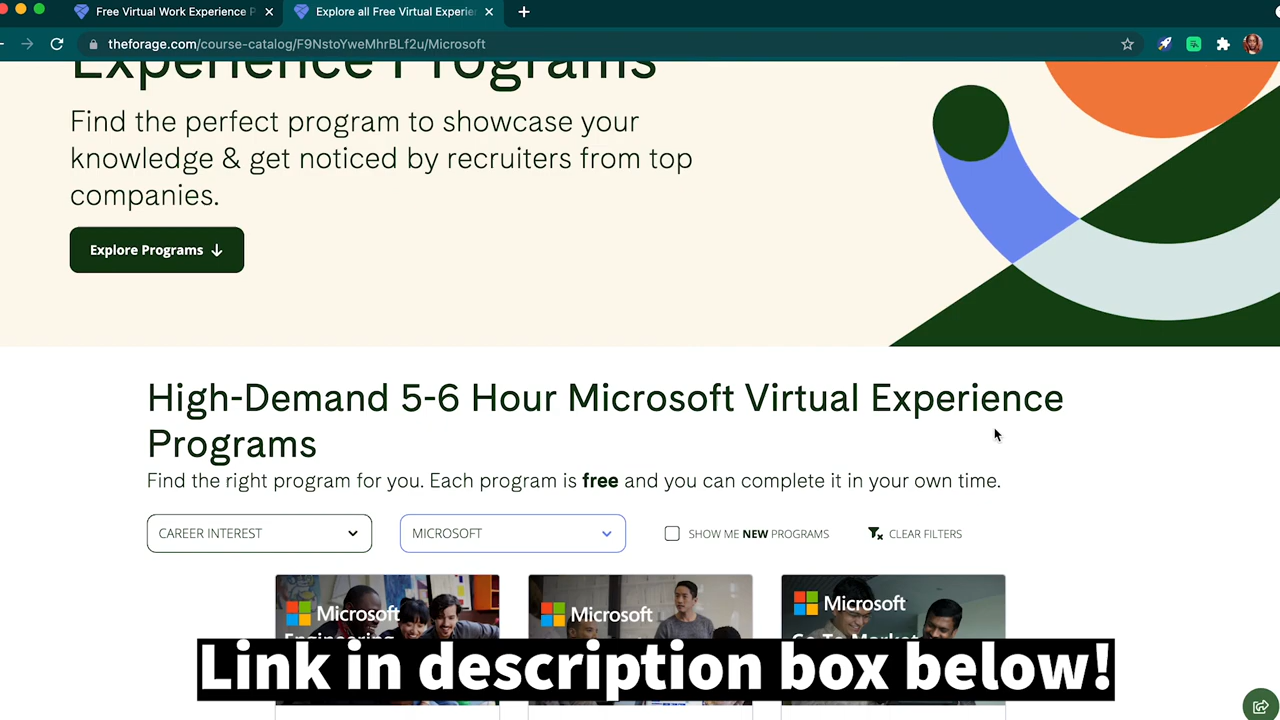 Free Virtual Work Experience P
Explore all Free Virtual Experie
theforage.com/course-catalog/F9NstoYweMhrBLf2u/Microsoft
Experience Programs
Find the perfect program to showcase your
knowledge & get noticed by recruiters from top
companies.
Explore Programs ↓
High-Demand 5-6 Hour Microsoft Virtual Experience
Programs
Find the right program for you. Each program is free and you can complete it in your own time.
CAREER INTEREST
MICROSOFT
SHOW ME NEW PROGRAMS
CLEAR FILTERS
Microsoft
Engineering
Microsoft
Microsoft
Go To Market
Link in description box below!